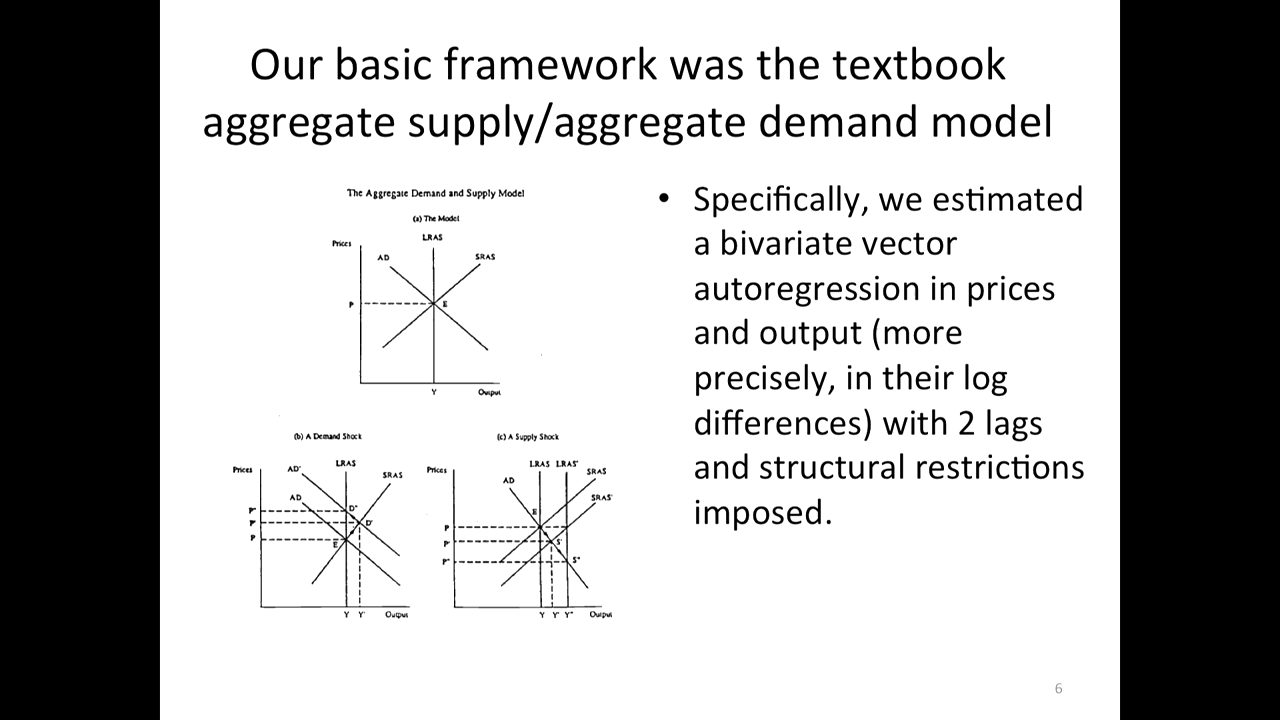 Our basic framework was the textbook
aggregate supply/aggregate demand model
The Aggregate Demand and Supply Model
(a) The Model
LRAS
Prices
AD
SRAS
P
E
Y
Output
(b) A Demand Shock
LRAS
Prices
AD'
SRAS
AD
P"
D"
P'
D'
P
E
Y Y'
Output
(c) A Supply Shock
LRAS LRAS'
Prices
SRAS
AD
SRAS'
E
P
P'
S'
P"
S"
Y Y' Y"
Output
• Specifically, we estimated
a bivariate vector
autoregression in prices
and output (more
precisely, in their log
differences) with 2 lags
and structural restrictions
imposed.
6